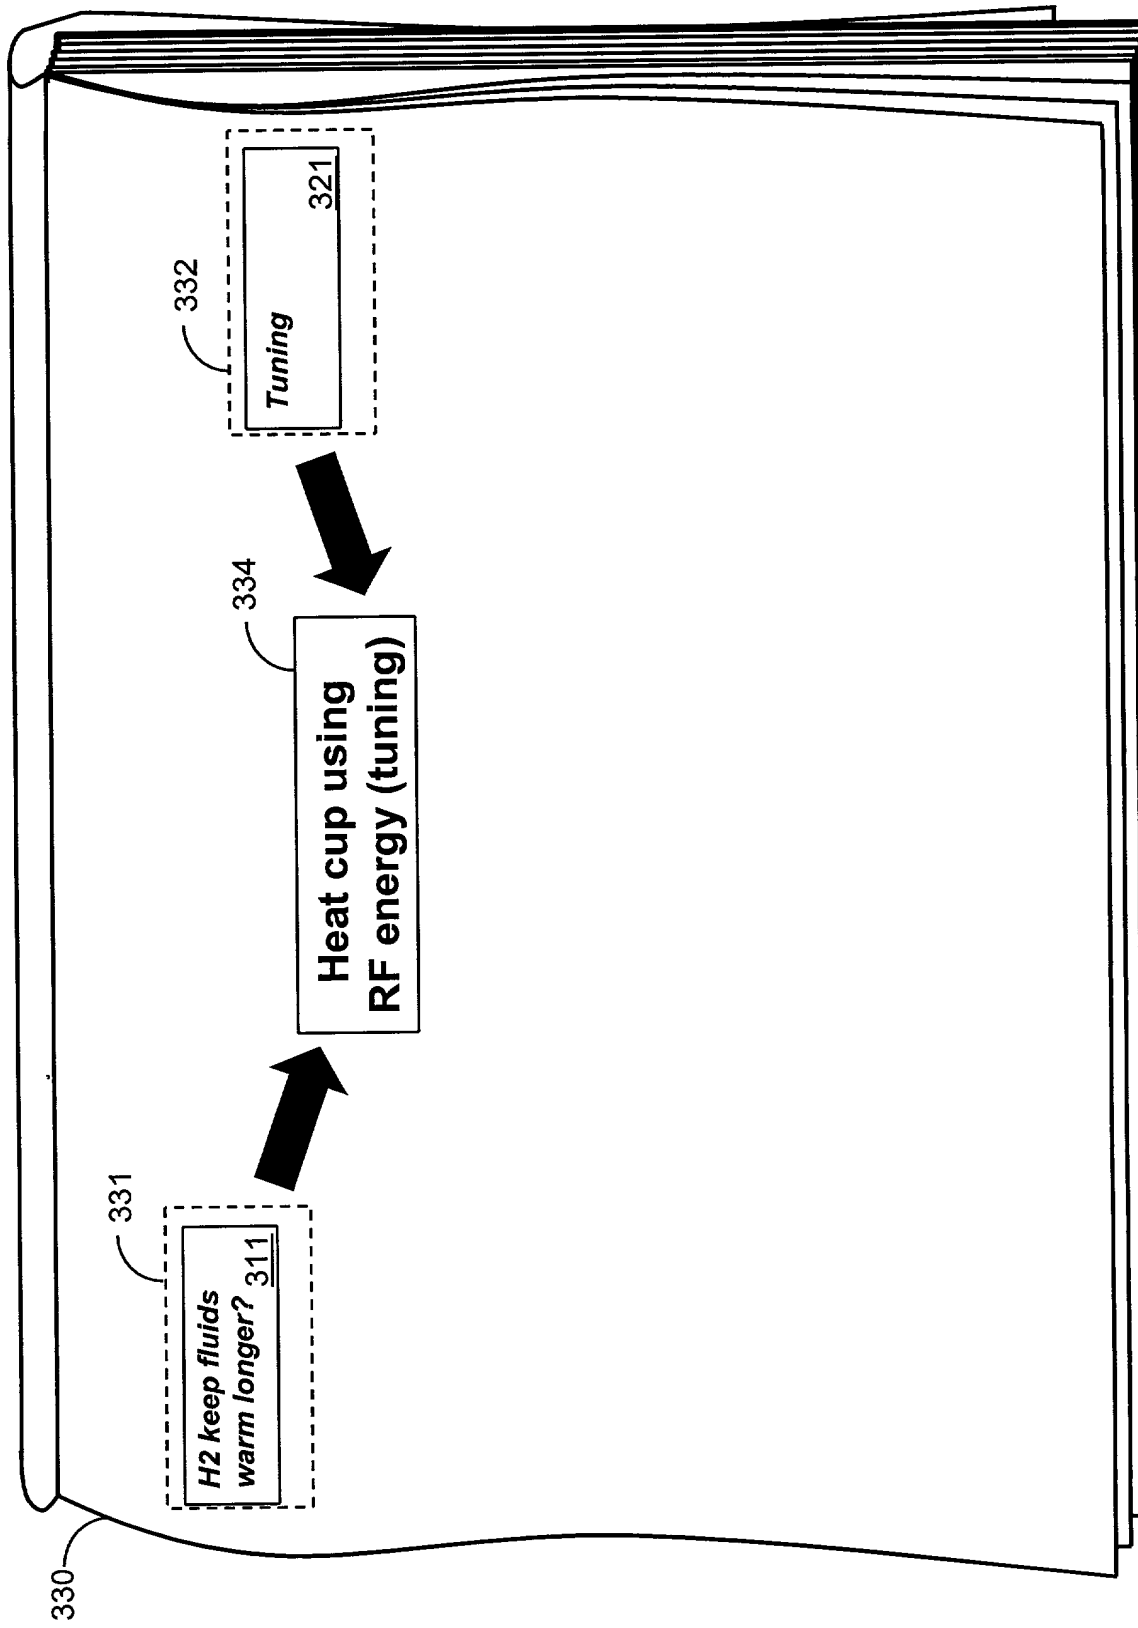 330
331
H2 keep fluids
warm longer?
311
334
Heat cup using
RF energy (tuning)
332
Tuning
321